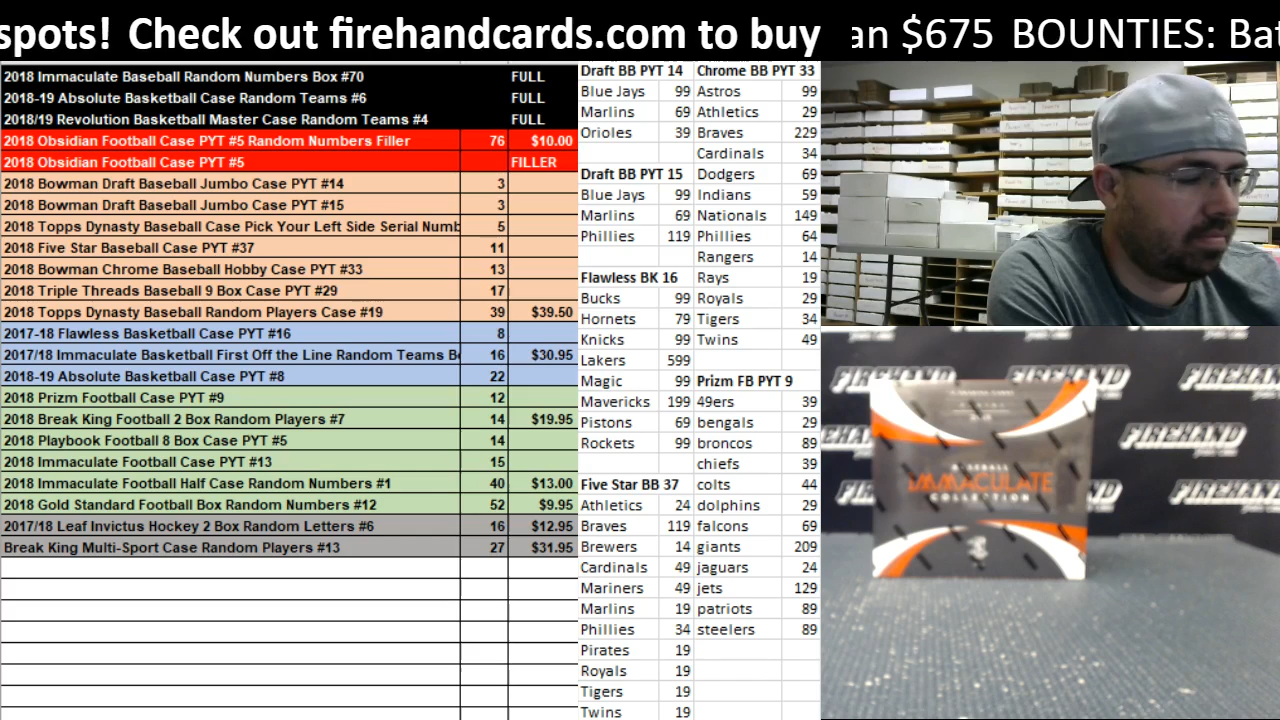 spots! Check out firehandcards.com to buy
an $675 BOUNTIES: Bat
2018 Immaculate Baseball Random Numbers Box #70 FULL
2018-19 Absolute Basketball Case Random Teams #6 FULL
2018/19 Revolution Basketball Master Case Random Teams #4 FULL
2018 Obsidian Football Case PYT #5 Random Numbers Filler 76 $10.00
2018 Obsidian Football Case PYT #5 FILLER
2018 Bowman Draft Baseball Jumbo Case PYT #14 3
2018 Bowman Draft Baseball Jumbo Case PYT #15 3
2018 Topps Dynasty Baseball Case Pick Your Left Side Serial Numb 5
2018 Five Star Baseball Case PYT #37 11
2018 Bowman Chrome Baseball Hobby Case PYT #33 13
2018 Triple Threads Baseball 9 Box Case PYT #29 17
2018 Topps Dynasty Baseball Random Players Case #19 39 $39.50
2017-18 Flawless Basketball Case PYT #16 8
2017/18 Immaculate Basketball First Off the Line Random Teams Bo 16 $30.95
2018-19 Absolute Basketball Case PYT #8 22
2018 Prizm Football Case PYT #9 12
2018 Break King Football 2 Box Random Players #7 14 $19.95
2018 Playbook Football 8 Box Case PYT #5 14
2018 Immaculate Football Case PYT #13 15
2018 Immaculate Football Half Case Random Numbers #1 40 $13.00
2018 Gold Standard Football Box Random Numbers #12 52 $9.95
2017/18 Leaf Invictus Hockey 2 Box Random Letters #6 16 $12.95
Break King Multi-Sport Case Random Players #13 27 $31.95
Draft BB PYT 14
Blue Jays 99
Marlins 69
Orioles 39
Draft BB PYT 15
Blue Jays 99
Marlins 69
Phillies 119
Flawless BK 16
Bucks 99
Hornets 79
Knicks 99
Lakers 599
Magic 99
Mavericks 199
Pistons 69
Rockets 99
Five Star BB 37
Athletics 24
Braves 119
Brewers 14
Cardinals 49
Mariners 49
Marlins 19
Phillies 34
Pirates 19
Royals 19
Tigers 19
Twins 19
Chrome BB PYT 33
Astros 99
Athletics 29
Braves 229
Cardinals 34
Dodgers 69
Indians 59
Nationals 149
Phillies 64
Rangers 14
Rays 19
Royals 29
Tigers 34
Twins 49
Prizm FB PYT 9
49ers 39
bengals 29
broncos 89
chiefs 39
colts 44
dolphins 29
falcons 69
giants 209
jaguars 24
jets 129
patriots 89
steelers 89
FIREHAND
FIREHAND
FIREHAND
FIREHAND
BASEBALL
IMMACULATE
COLLECTION